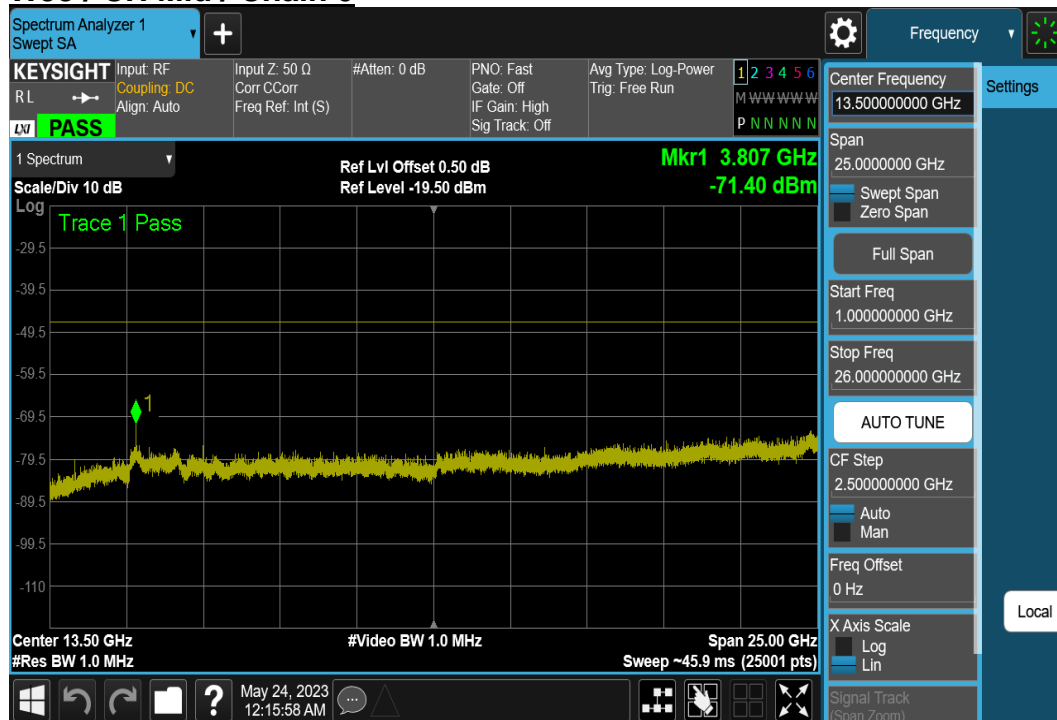 Spectrum Analyzer 1
Swept SA
+
Frequency
KEYSIGHT
RL
LXI PASS
Input: RF
Coupling: DC
Align: Auto
Input Z: 50 Ω
Corr CCorr
Freq Ref: Int (S)
#Atten: 0 dB
PNO: Fast
Gate: Off
IF Gain: High
Sig Track: Off
Avg Type: Log-Power
Trig: Free Run
1 2 3 4 5 6
M W W W W W
P N N N N N
1 Spectrum
Scale/Div 10 dB
Ref Lvl Offset 0.50 dB
Ref Level -19.50 dBm
Mkr1 3.807 GHz
-71.40 dBm
Log
Trace 1 Pass
-29.5
-39.5
-49.5
-59.5
-69.5
1
-79.5
-89.5
-99.5
-110
Center 13.50 GHz
#Res BW 1.0 MHz
#Video BW 1.0 MHz
Span 25.00 GHz
Sweep ~45.9 ms (25001 pts)
?
May 24, 2023
12:15:58 AM
Center Frequency
13.500000000 GHz
Span
25.0000000 GHz
Swept Span
Zero Span
Full Span
Start Freq
1.000000000 GHz
Stop Freq
26.000000000 GHz
AUTO TUNE
CF Step
2.500000000 GHz
Auto
Man
Freq Offset
0 Hz
X Axis Scale
Log
Lin
Signal Track
(Span Zoom)
Settings
Local